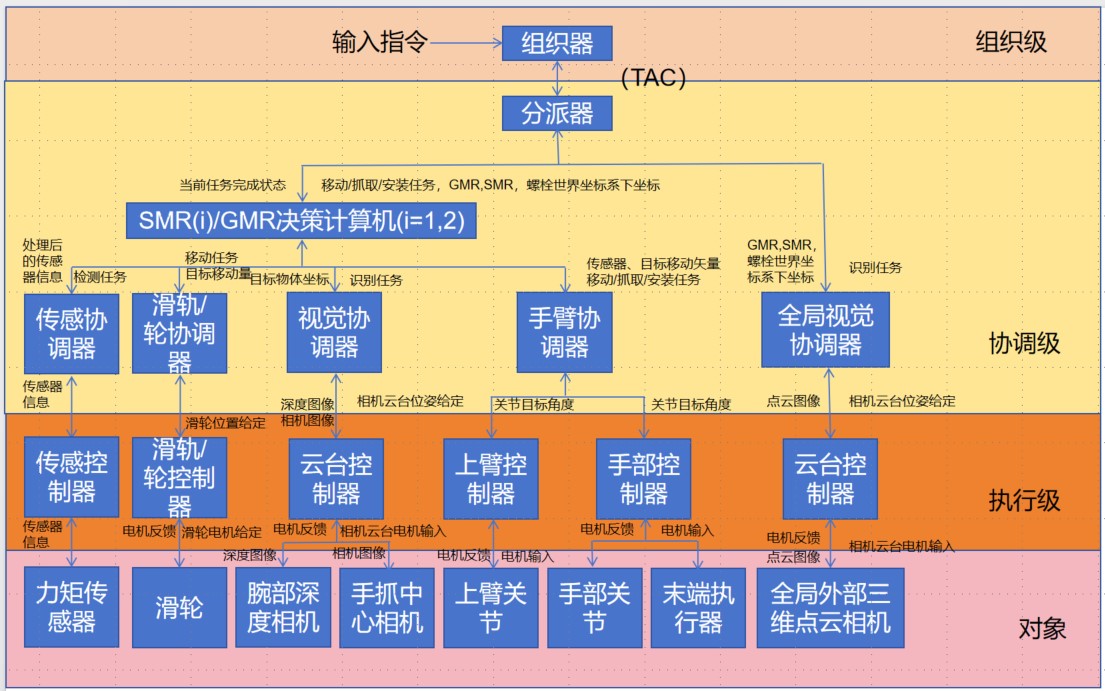 输入指令
组织器
组织级
(TAC)
分派器
当前任务完成状态
移动/抓取/安装任务，GMR,SMR，螺栓世界坐标系下坐标
SMR(i)/GMR决策计算机(i=1,2)
处理后
的传感
器信息
检测任务
移动任务
目标移动量
目标物体坐标
识别任务
传感器、目标移动矢量
移动/抓取/安装任务
GMR,SMR，
螺栓世界坐
标系下坐标
识别任务
传感协
调器
滑轨/
轮协调
器
视觉协
调器
手臂协
调器
全局视觉
协调器
协调级
传感器
信息
滑轮位置给定
深度图像
相机图像
相机云台位姿给定
关节目标角度
关节目标角度
点云图像
相机云台位姿给定
传感控
制器
滑轨/
轮控制
器
云台控
制器
上臂控
制器
手部控
制器
云台控
制器
执行级
传感器
信息
电机反馈
滑轮电机给定
电机反馈
相机云台电机输入
深度图像
相机图像
电机反馈
电机输入
电机反馈
电机输入
电机反馈
点云图像
相机云台电机输入
力矩传
感器
滑轮
腕部深
度相机
手抓中
心相机
上臂关
节
手部关
节
末端执
行器
全局外部三
维点云相机
对象